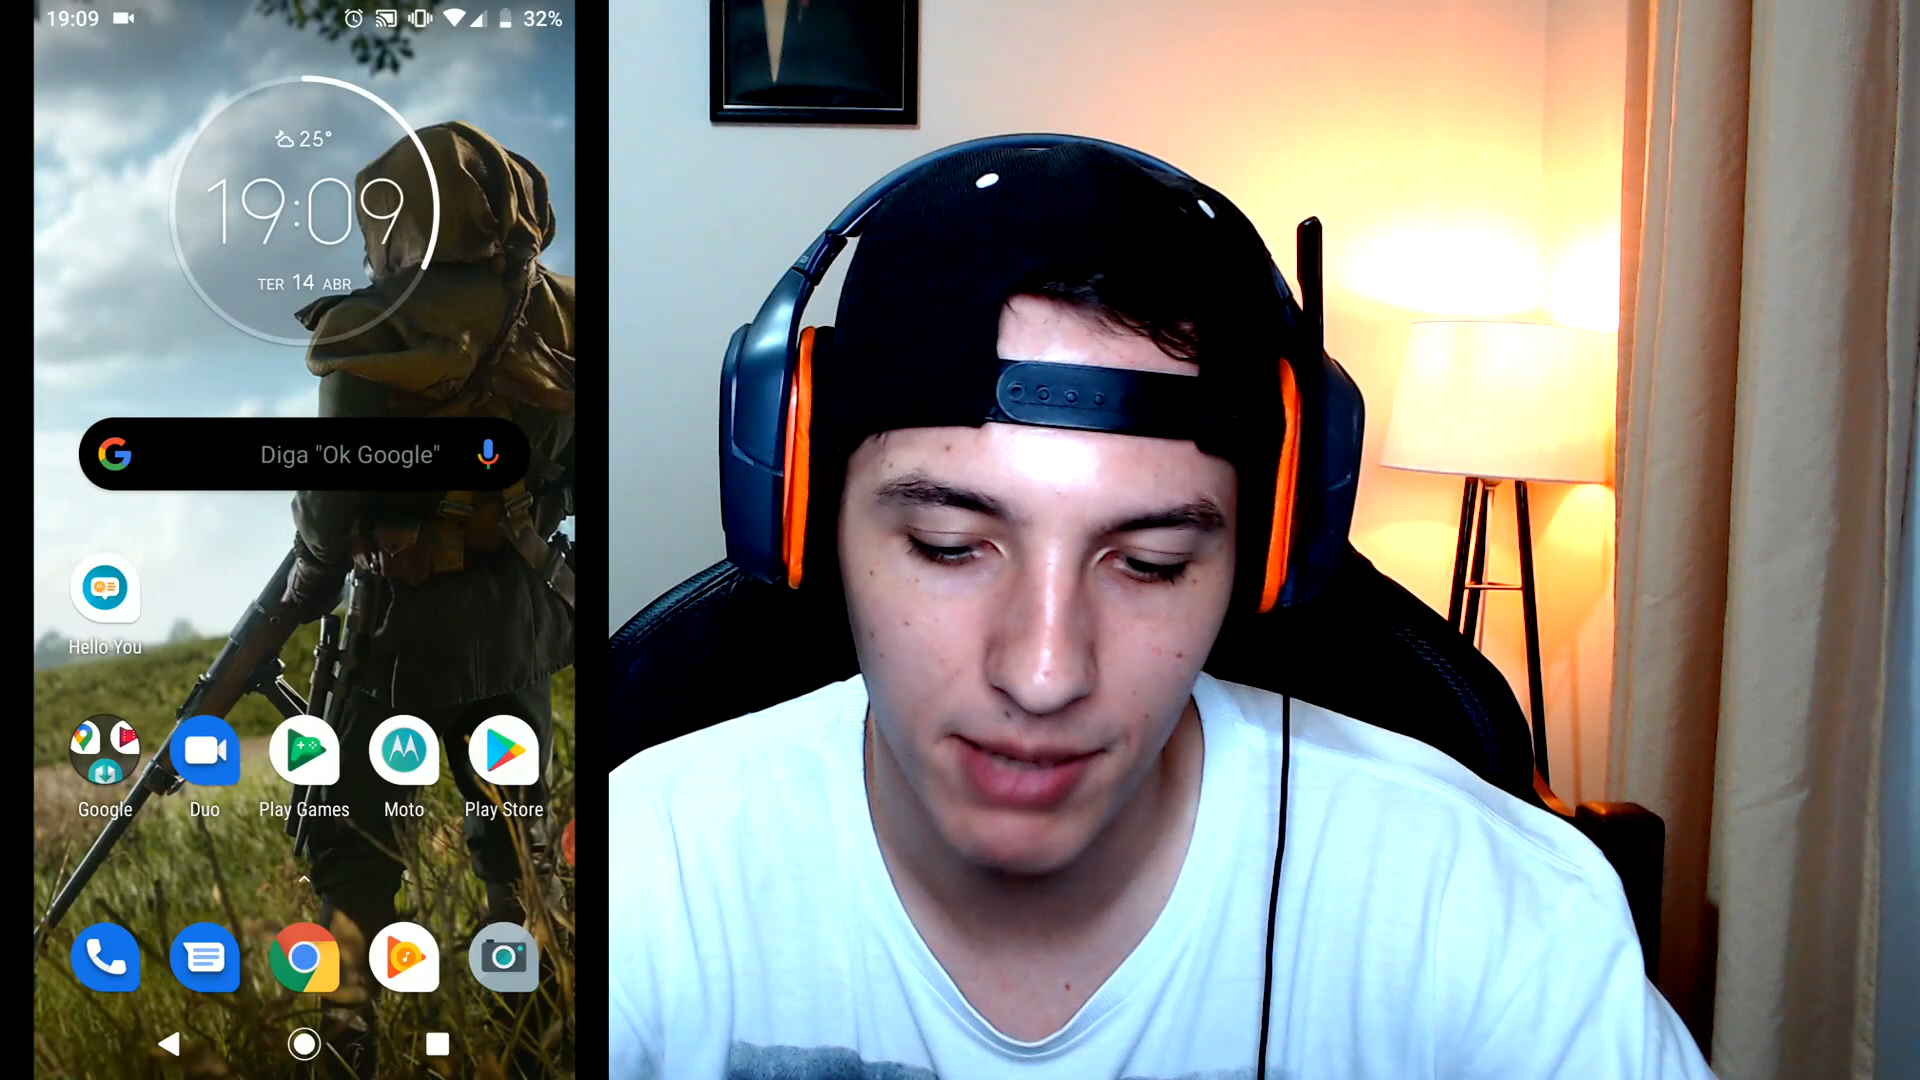 19:09
32%
25°
19:09
TER 14 ABR
Diga "Ok Google"
Hello You
Google
Duo
Play Games
Moto
Play Store